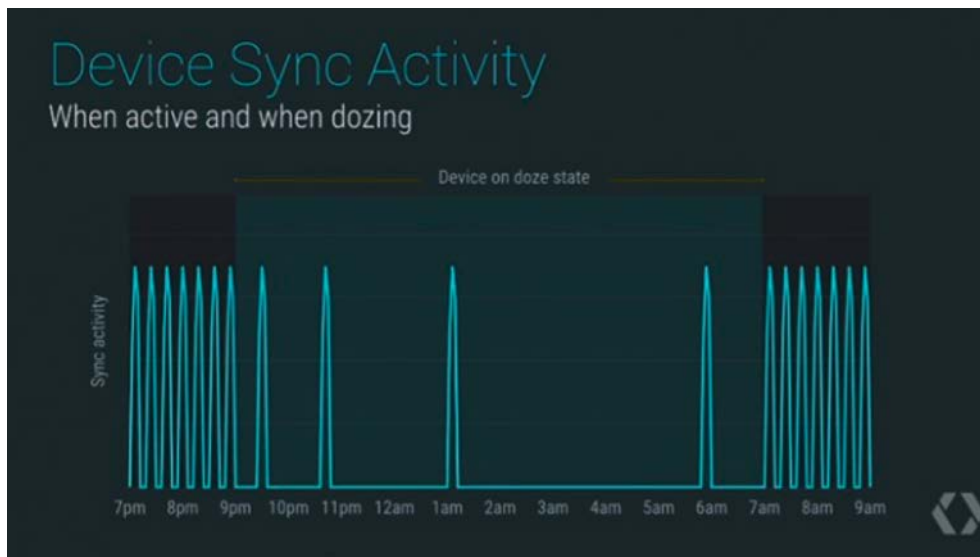 Device Sync Activity
When active and when dozing
Device on doze state
Sync activity
7pm 8pm 9pm 10pm 11pm 12am 1am 2am 3am 4am 5am 6am 7am 8am 9am